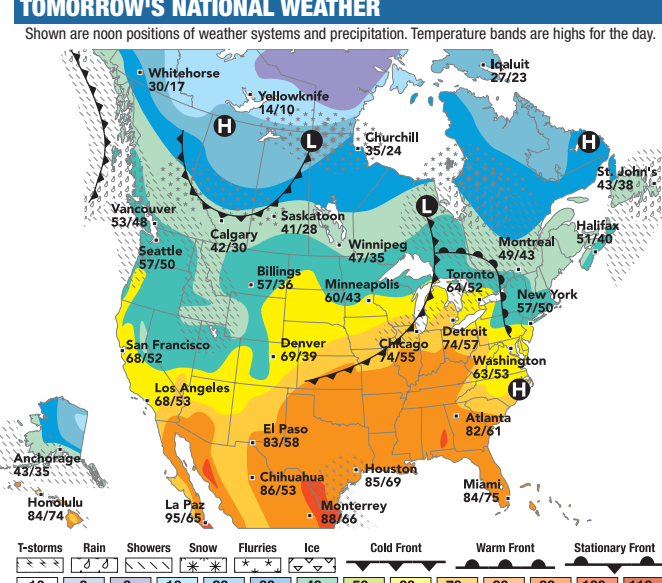 TOMORROW'S NATIONAL WEATHER
Shown are noon positions of weather systems and precipitation. Temperature bands are highs for the day.
Iqaluit
27/23
Whitehorse
30/17
Yellowknife
14/10
H
L
Churchill
35/24
H
St. John's
43/38
Vancouver
53/48
Seattle
57/50
Calgary
42/30
Saskatoon
41/28
Winnipeg
47/35
L
Montreal
49/43
Halifax
51/40
Billings
57/36
Minneapolis
60/43
Toronto
64/52
New York
57/50
San Francisco
68/52
Denver
69/39
Chicago
74/55
Detroit
74/57
Washington
63/53
H
Los Angeles
68/53
El Paso
83/58
Atlanta
82/61
Anchorage
43/35
Honolulu
84/74
La Paz
95/65
Chihuahua
86/53
Houston
85/69
Monterrey
88/66
Miami
84/75
T-storms Rain Showers Snow Flurries Ice Cold Front Warm Front Stationary Front